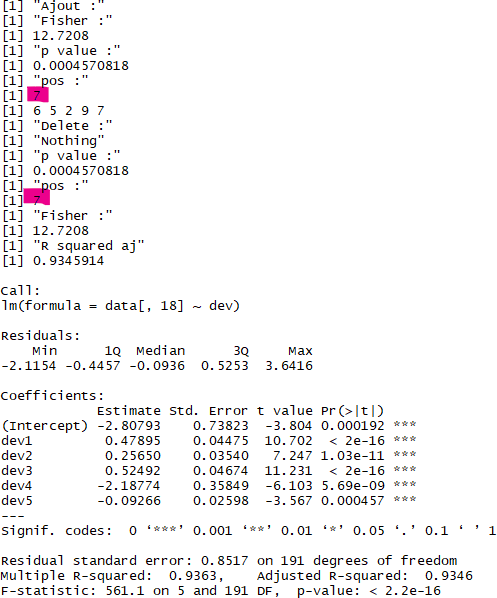 [1] "Ajout :"
[1] "Fisher :"
[1] 12.7208
[1] "p value :"
[1] 0.0004570818
[1] "pos :"
[1] 7
[1] 6 5 2 9 7
[1] "Delete :"
[1] "Nothing"
[1] "p value :"
[1] 0.0004570818
[1] "pos :"
[1] 7
[1] "Fisher :"
[1] 12.7208
[1] "R squared aj"
[1] 0.9345914
Call:
lm(formula = data[, 18] ~ dev)
Residuals:
Min 1Q Median 3Q Max
-2.1154 -0.4457 -0.0936 0.5253 3.6416
Coefficients:
Estimate Std. Error t value Pr(>|t|)
(Intercept) -2.80793 0.73823 -3.804 0.000192 ***
dev1 0.47895 0.04475 10.702 < 2e-16 ***
dev2 0.25650 0.03540 7.247 1.03e-11 ***
dev3 0.52492 0.04674 11.231 < 2e-16 ***
dev4 -2.18774 0.35849 -6.103 5.69e-09 ***
dev5 -0.09266 0.02598 -3.567 0.000457 ***
---
Signif. codes: 0 ‘***’ 0.001 ‘**’ 0.01 ‘*’ 0.05 ‘.’ 0.1 ‘ ’ 1
Residual standard error: 0.8517 on 191 degrees of freedom
Multiple R-squared: 0.9363, Adjusted R-squared: 0.9346
F-statistic: 561.1 on 5 and 191 DF, p-value: < 2.2e-16